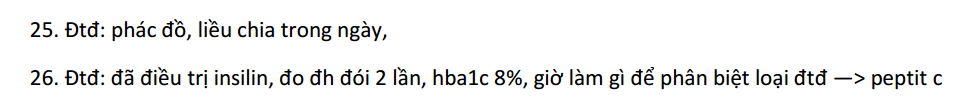 25. Đtđ: phác đồ, liều chia trong ngày,
26. Đtđ: đã điều trị insilin, đo đh đói 2 lần, hba1c 8%, giờ làm gì để phân biệt loại đtđ —> peptit c